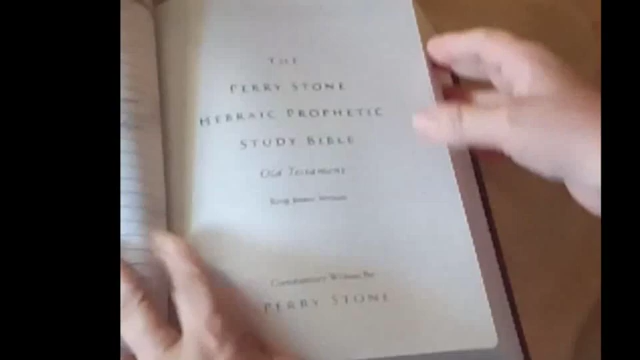 THE
PERRY STONE
HEBRAIC PROPHETIC
STUDY BIBLE
Old Testament
King James Version
Commentary Written By
PERRY STONE